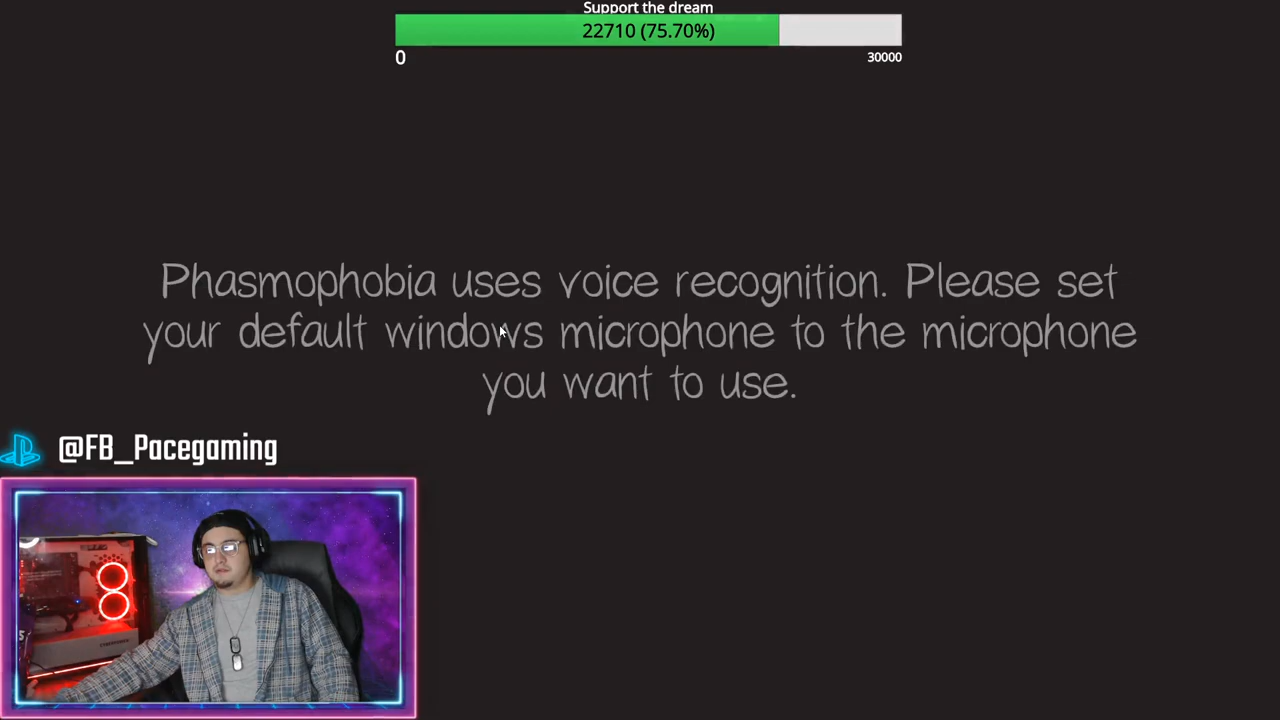 Support the dream
22710 (75.70%)
0
30000
Phasmophobia uses voice recognition. Please set
your default windows microphone to the microphone
you want to use.
@FB_Pacegaming